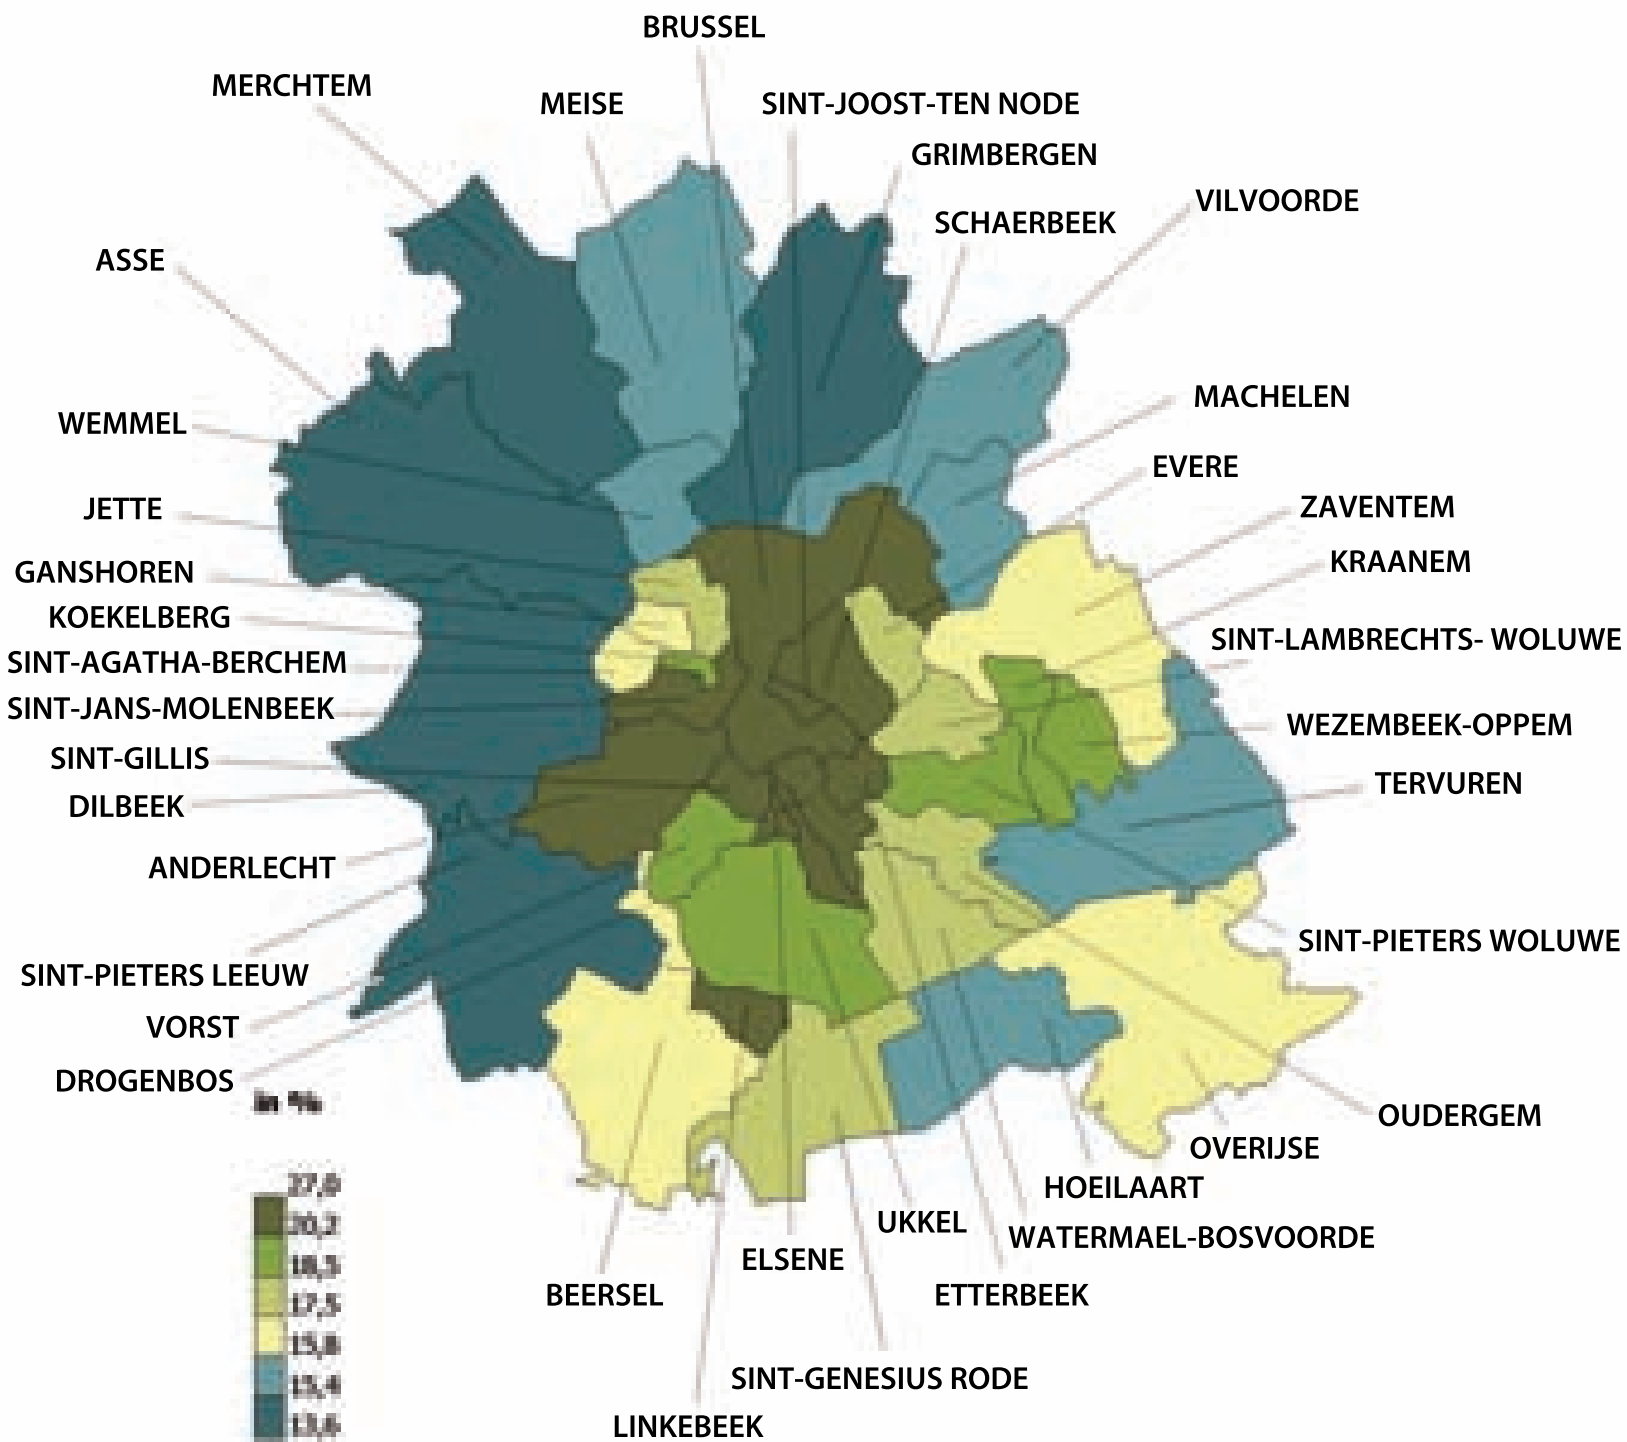 BRUSSEL
MERCHTEM
MEISE
SINT-JOOST-TEN NODE
GRIMBERGEN
VILVOORDE
SCHAERBEEK
ASSE
MACHELEN
WEMMEL
EVERE
JETTE
ZAVENTEM
KRAANEM
GANSHOREN
KOEKELBERG
SINT-LAMBRECHTS- WOLUWE
SINT-AGATHA-BERCHEM
SINT-JANS-MOLENBEEK
WEZEMBEEK-OPPEM
SINT-GILLIS
TERVUREN
DILBEEK
ANDERLECHT
SINT-PIETERS WOLUWE
SINT-PIETERS LEEUW
VORST
DROGENBOS
in %
OUDERGEM
OVERIJSE
HOEILAART
27,0
UKKEL
20,2
WATERMAEL-BOSVOORDE
ELSENE
18,5
BEERSEL
ETTERBEEK
17,5
15,8
SINT-GENESIUS RODE
15,4
LINKEBEEK
13,6